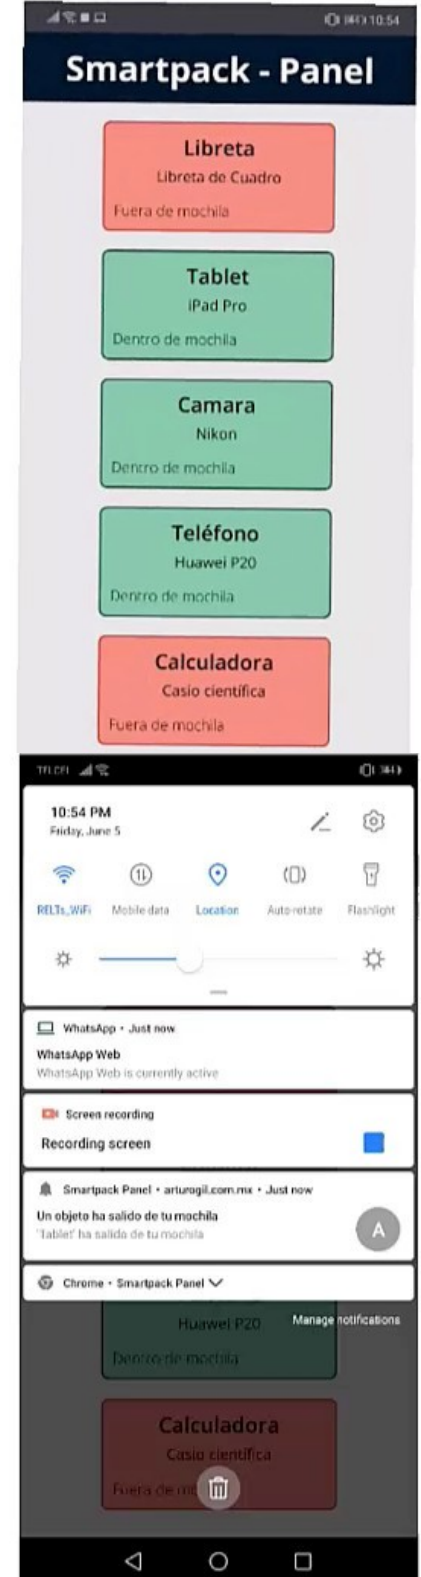 10:54
Smartpack - Panel
Libreta
Libreta de Cuadro
Fuera de mochila
Tablet
iPad Pro
Dentro de mochila
Camara
Nikon
Dentro de mochila
Teléfono
Huawei P20
Dentro de mochila
Calculadora
Casio científica
Fuera de mochila
TELCEL
10:54 PM
Friday, June 5
RELTs_WiFi
Mobile data
Location
Auto-rotate
Flashlight
WhatsApp • Just now
WhatsApp Web
WhatsApp Web is currently active
Screen recording
Recording screen
Smartpack Panel • arturogil.com.mx • Just now
Un objeto ha salido de tu mochila
'Tablet' ha salido de tu mochila
A
Chrome • Smartpack Panel
Manage notifications
Huawei P20
Dentro de mochila
Calculadora
Casio científica
Fuera de